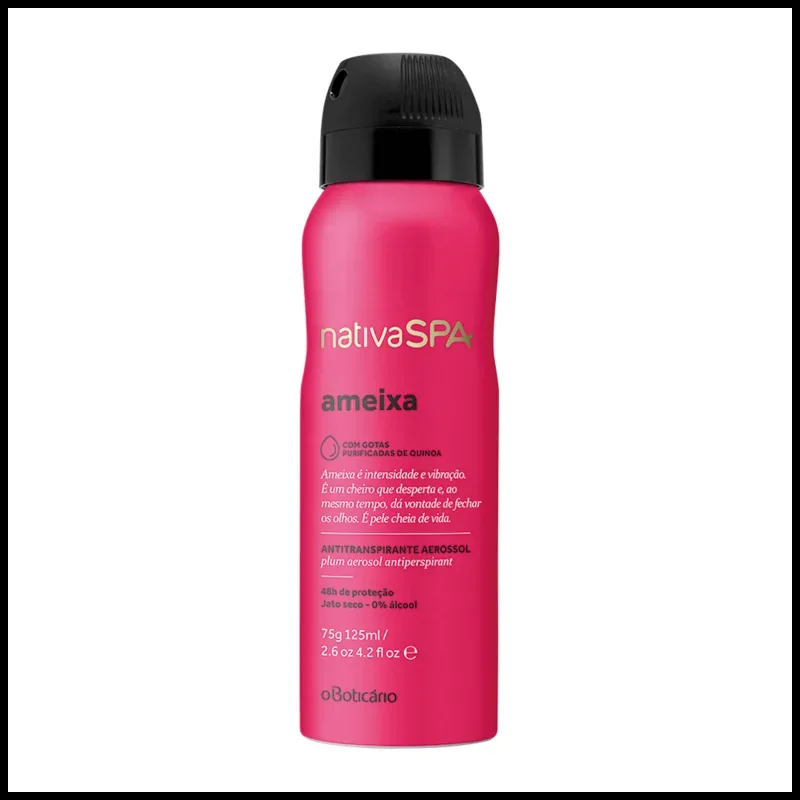 nativaSPA
ameixa
COM GOTAS
PURIFICADAS DE QUINOA
Ameixa é intensidade e vibração.
É um cheiro que desperta e, ao
mesmo tempo, dá vontade de fechar
os olhos. É pele cheia de vida.
ANTITRANSPIRANTE AEROSSOL
plum aerosol antiperspirant
48h de proteção
Jato seco - 0% álcool
75g 125ml /
2.6 oz 4.2 fl oz ℮
oBoticário